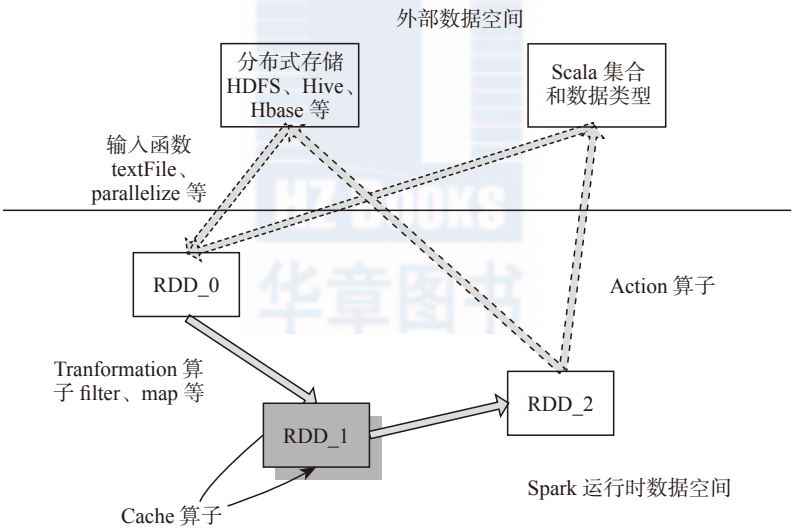 外部数据空间
分布式存储
HDFS、Hive、
Hbase 等
Scala 集合
和数据类型
输入函数
textFile、
parallelize 等
HZ BOOKS
华章图书
RDD_0
Action 算子
Tranformation 算
子 filter、map 等
RDD_1
RDD_2
Cache 算子
Spark 运行时数据空间